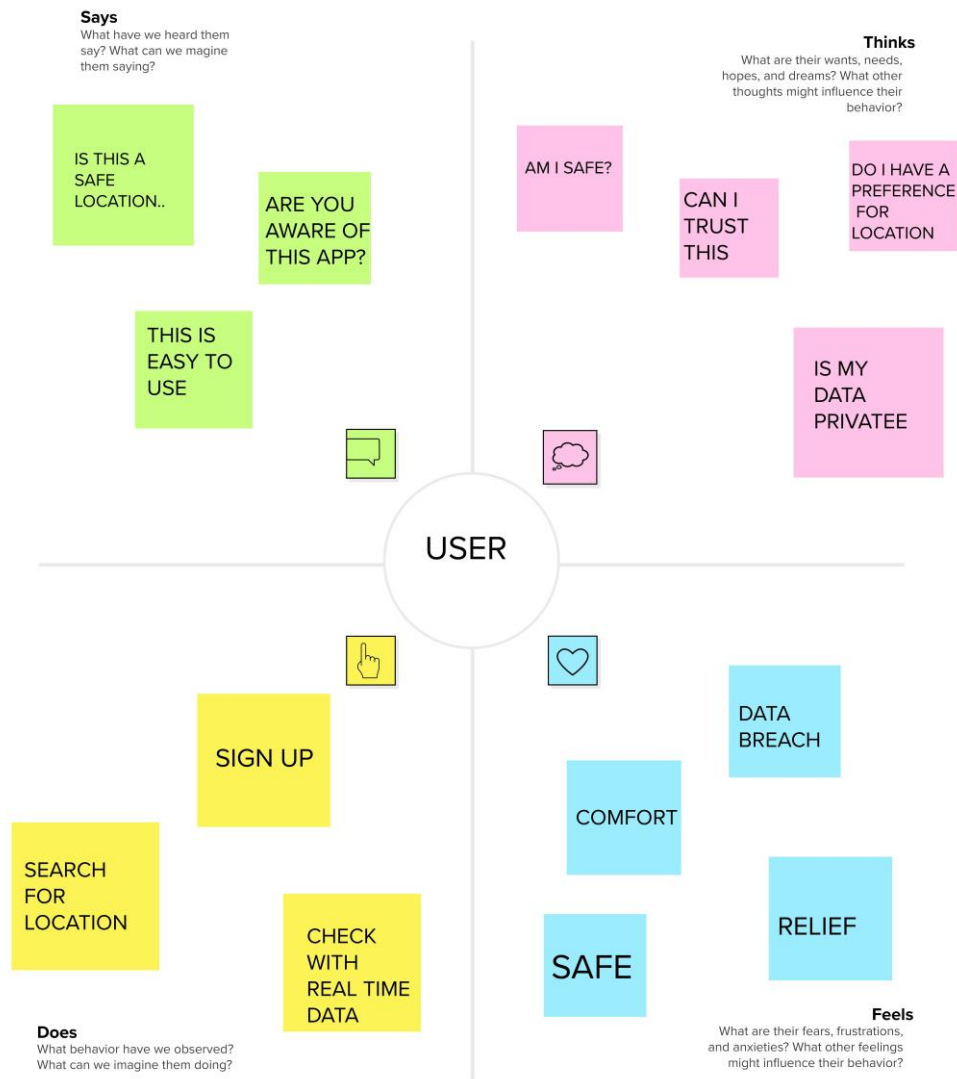 Says
What have we heard them
say? What can we magine
them saying?
IS THIS A
SAFE
LOCATION..
ARE YOU
AWARE OF
THIS APP?
THIS IS
EASY TO
USE
Thinks
What are their wants, needs,
hopes, and dreams? What other
thoughts might influence their
behavior?
AM I SAFE?
CAN I
TRUST
THIS
DO I HAVE A
PREFERENCE
FOR
LOCATION
IS MY
DATA
PRIVATEE
USER
SIGN UP
SEARCH
FOR
LOCATION
CHECK
WITH
REAL TIME
DATA
Does
What behavior have we observed?
What can we imagine them doing?
DATA
BREACH
COMFORT
RELIEF
SAFE
Feels
What are their fears, frustrations,
and anxieties? What other feelings
might influence their behavior?